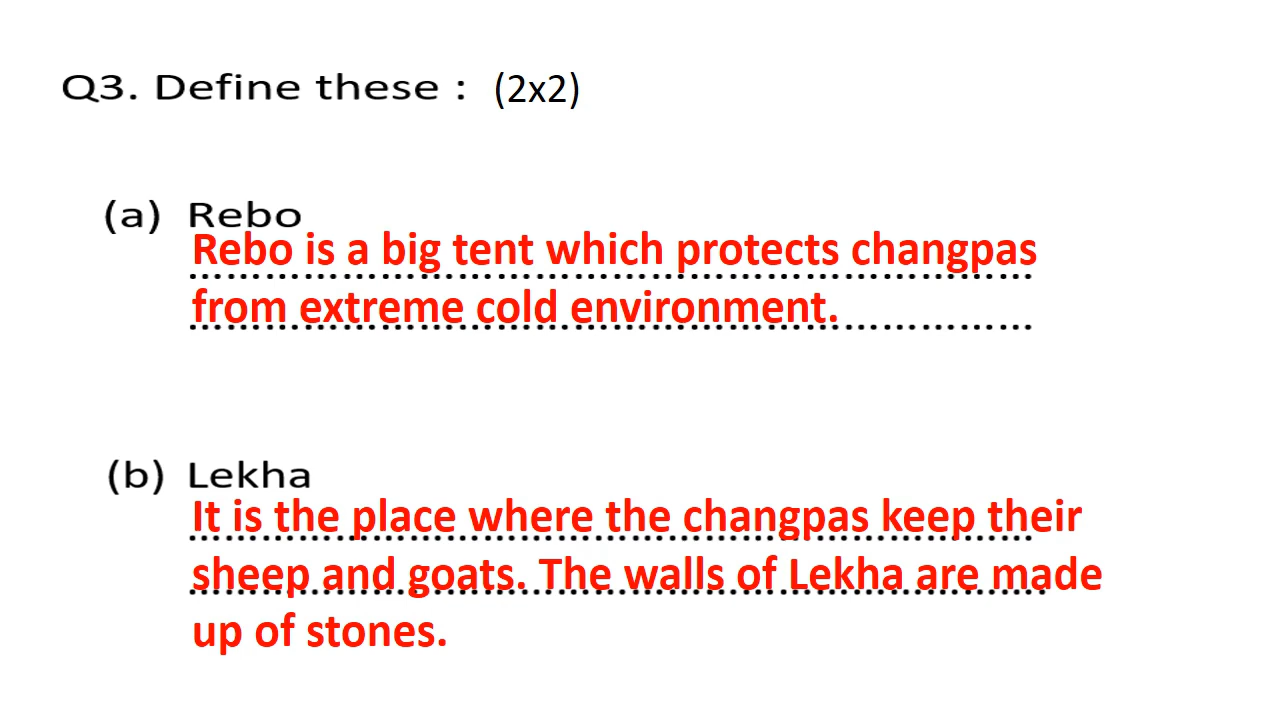 Q3. Define these : (2x2)
(a) Rebo
Rebo is a big tent which protects changpas
from extreme cold environment.
(b) Lekha
It is the place where the changpas keep their
sheep and goats. The walls of Lekha are made
up of stones.